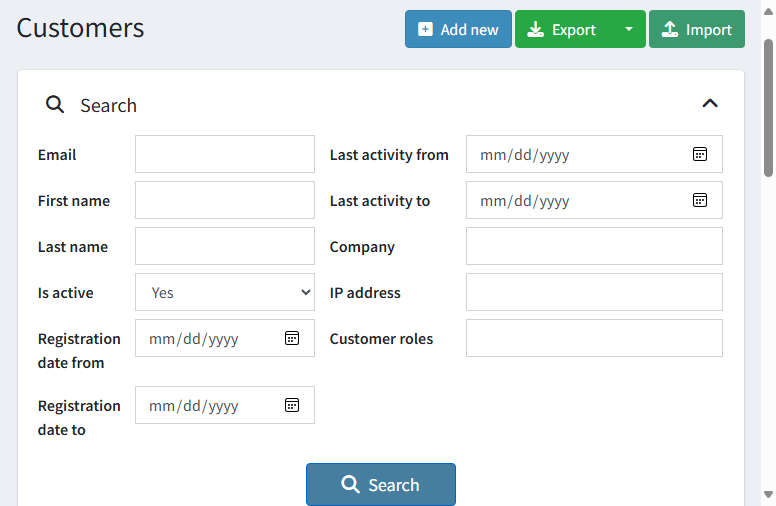 Customers
Add new
Export
Import
Search
Email
Last activity from
mm/dd/yyyy
First name
Last activity to
mm/dd/yyyy
Last name
Company
Is active
Yes
IP address
Registration
date from
mm/dd/yyyy
Customer roles
Registration
date to
mm/dd/yyyy
Search